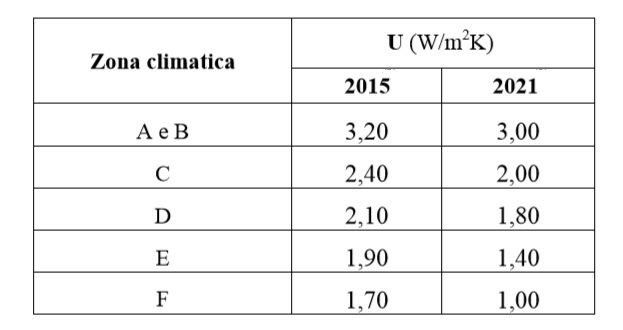 Zona climatica U (W/m²K)
2015 2021
A e B 3,20 3,00
C 2,40 2,00
D 2,10 1,80
E 1,90 1,40
F 1,70 1,00